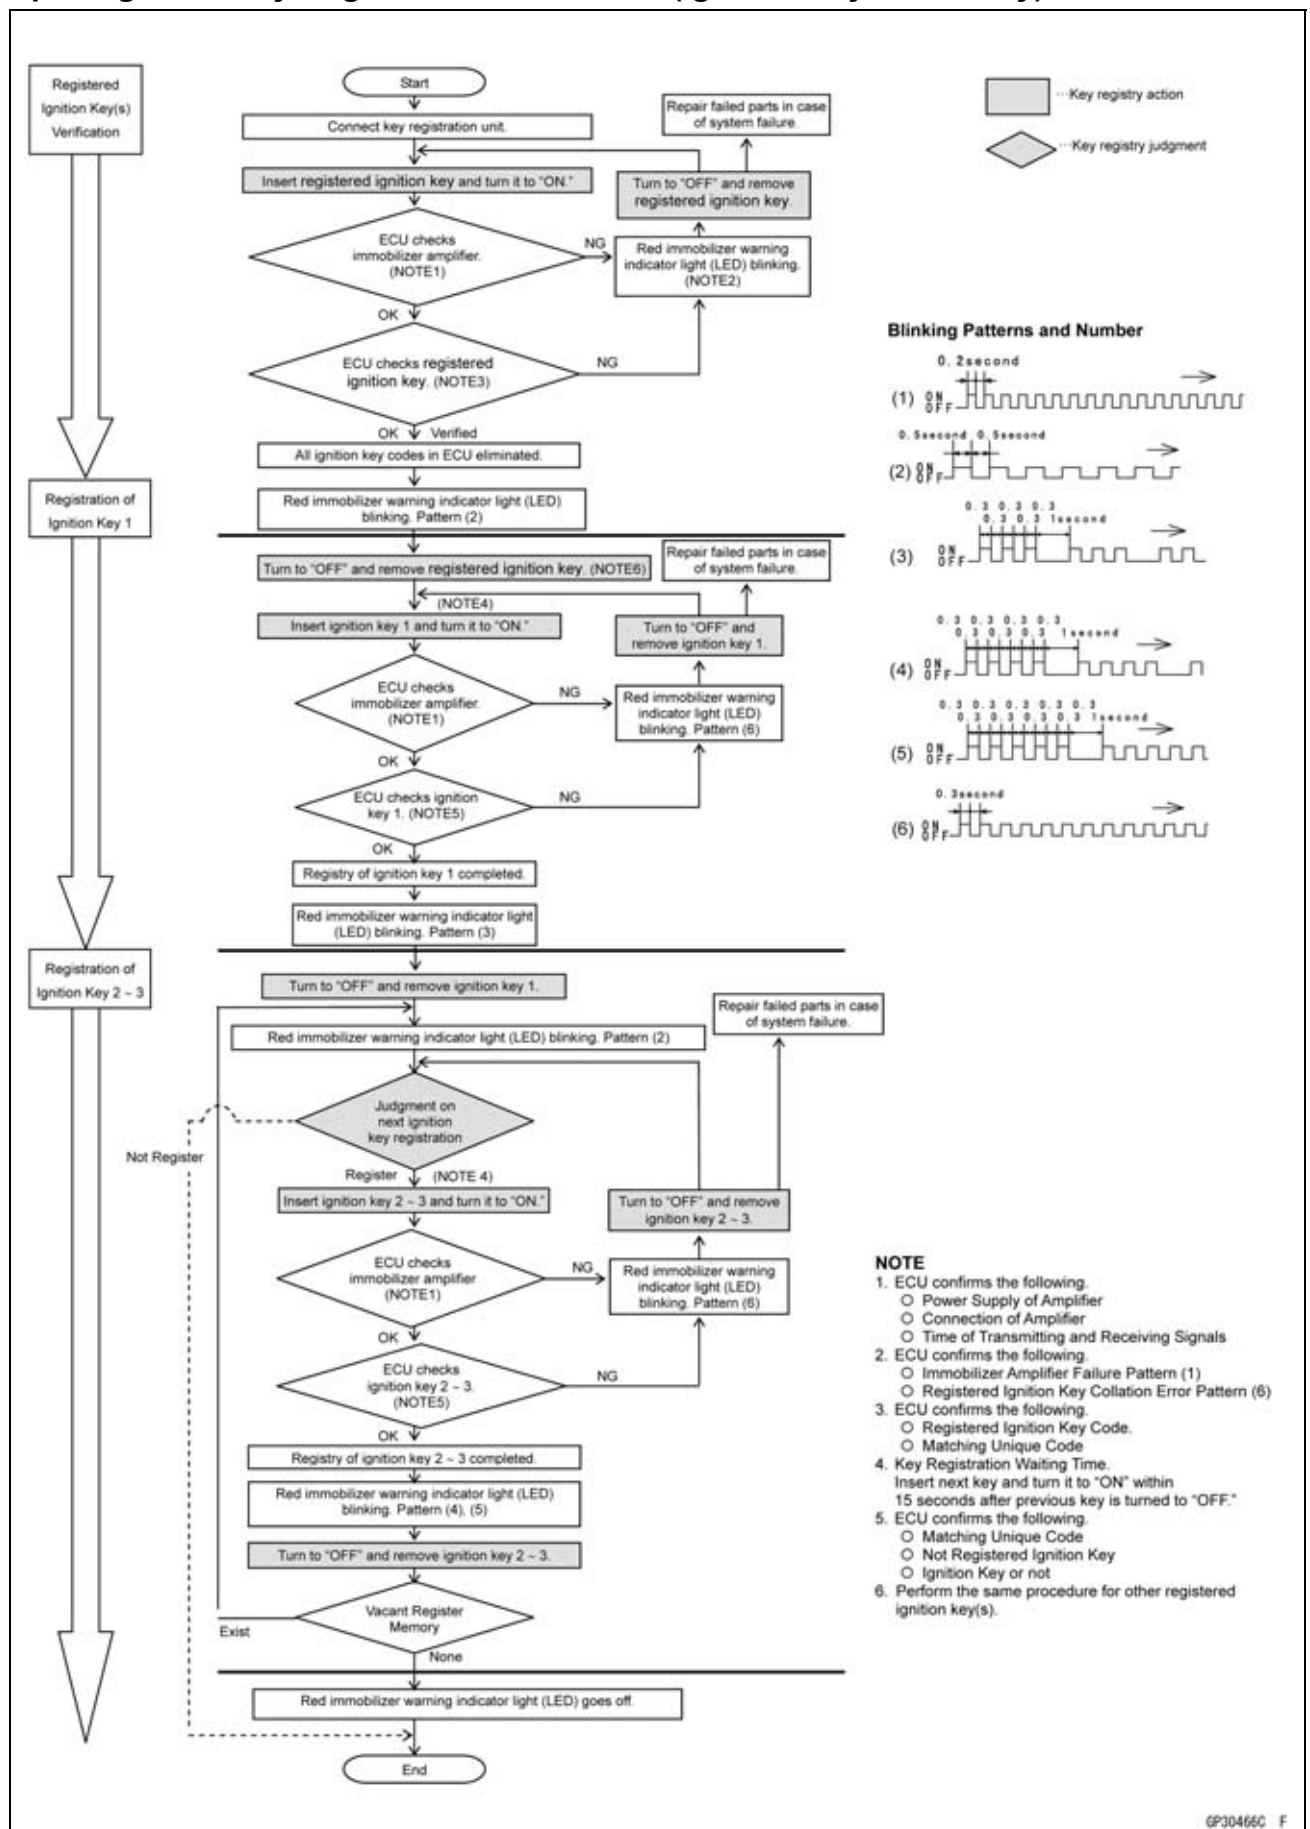 Registered
Ignition Key(s)
Verification
Start
Connect key registration unit.
Repair failed parts in case
of system failure.
···Key registry action
···Key registry judgment
Insert registered ignition key and turn it to "ON."
Turn to "OFF" and remove
registered ignition key.
ECU checks
immobilizer amplifier.
(NOTE1)
NG
Red immobilizer warning
indicator light (LED) blinking.
(NOTE2)
OK
ECU checks registered
ignition key. (NOTE3)
NG
OK
Verified
All ignition key codes in ECU eliminated.
Red immobilizer warning indicator light (LED)
blinking. Pattern (2)
Blinking Patterns and Number
0.2second
(1) ON
OFF
0.5second 0.5second
(2) ON
OFF
0.3 0.3 0.3
0.3 0.3 1second
(3) ON
OFF
0.3 0.3 0.3 0.3
0.3 0.3 0.3 1second
(4) ON
OFF
0.3 0.3 0.3 0.3 0.3
0.3 0.3 0.3 0.3 1second
(5) ON
OFF
0.3second
(6) ON
OFF
Registration of
Ignition Key 1
Turn to "OFF" and remove registered ignition key. (NOTE6)
Repair failed parts in case
of system failure.
(NOTE4)
Insert ignition key 1 and turn it to "ON."
Turn to "OFF" and
remove ignition key 1.
ECU checks
immobilizer amplifier.
(NOTE1)
NG
Red immobilizer warning
indicator light (LED)
blinking. Pattern (6)
OK
ECU checks ignition
key 1. (NOTE5)
NG
OK
Registry of ignition key 1 completed.
Red immobilizer warning indicator light
(LED) blinking. Pattern (3)
Registration of
Ignition Key 2 ~ 3
Turn to "OFF" and remove ignition key 1.
Repair failed parts in case
of system failure.
Red immobilizer warning indicator light (LED) blinking. Pattern (2)
Judgment on
next ignition
key registration
Not Register
Register
(NOTE 4)
Insert ignition key 2 ~ 3 and turn it to "ON."
Turn to "OFF" and remove
ignition key 2 ~ 3.
ECU checks
immobilizer amplifier
(NOTE1)
NG
Red immobilizer warning
indicator light (LED)
blinking. Pattern (6)
OK
ECU checks
ignition key 2 ~ 3.
(NOTE5)
NG
OK
Registry of ignition key 2 ~ 3 completed.
Red immobilizer warning indicator light (LED)
blinking. Pattern (4), (5)
Turn to "OFF" and remove ignition key 2 ~ 3.
Vacant Register
Memory
Exist
None
Red immobilizer warning indicator light (LED) goes off.
End
NOTE
1. ECU confirms the following.
○ Power Supply of Amplifier
○ Connection of Amplifier
○ Time of Transmitting and Receiving Signals
2. ECU confirms the following.
○ Immobilizer Amplifier Failure Pattern (1)
○ Registered Ignition Key Collation Error Pattern (6)
3. ECU confirms the following.
○ Registered Ignition Key Code.
○ Matching Unique Code
4. Key Registration Waiting Time.
Insert next key and turn it to "ON" within
15 seconds after previous key is turned to "OFF."
5. ECU confirms the following.
○ Matching Unique Code
○ Not Registered Ignition Key
○ Ignition Key or not
6. Perform the same procedure for other registered
ignition key(s).
GP30466C F